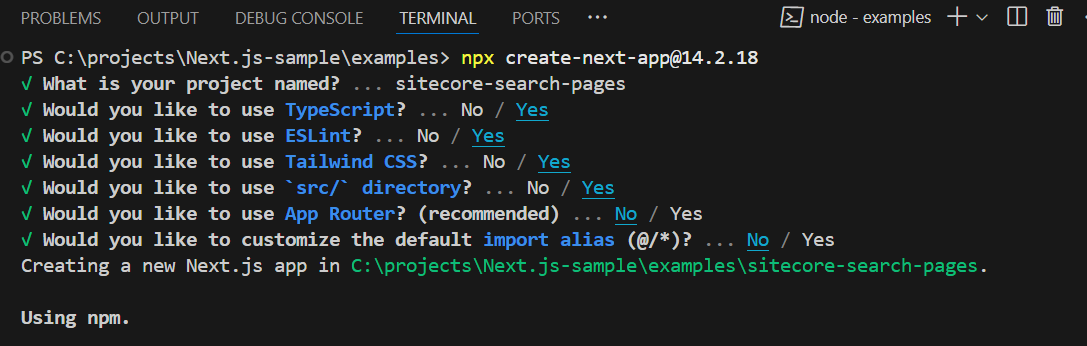 PROBLEMS OUTPUT DEBUG CONSOLE TERMINAL PORTS ··· node - examples
PS C:\projects\Next.js-sample\examples> npx create-next-app@14.2.18
√ What is your project named? ... sitecore-search-pages
√ Would you like to use TypeScript? ... No / Yes
√ Would you like to use ESLint? ... No / Yes
√ Would you like to use Tailwind CSS? ... No / Yes
√ Would you like to use `src/` directory? ... No / Yes
√ Would you like to use App Router? (recommended) ... No / Yes
√ Would you like to customize the default import alias (@/*)? ... No / Yes
Creating a new Next.js app in C:\projects\Next.js-sample\examples\sitecore-search-pages.
Using npm.